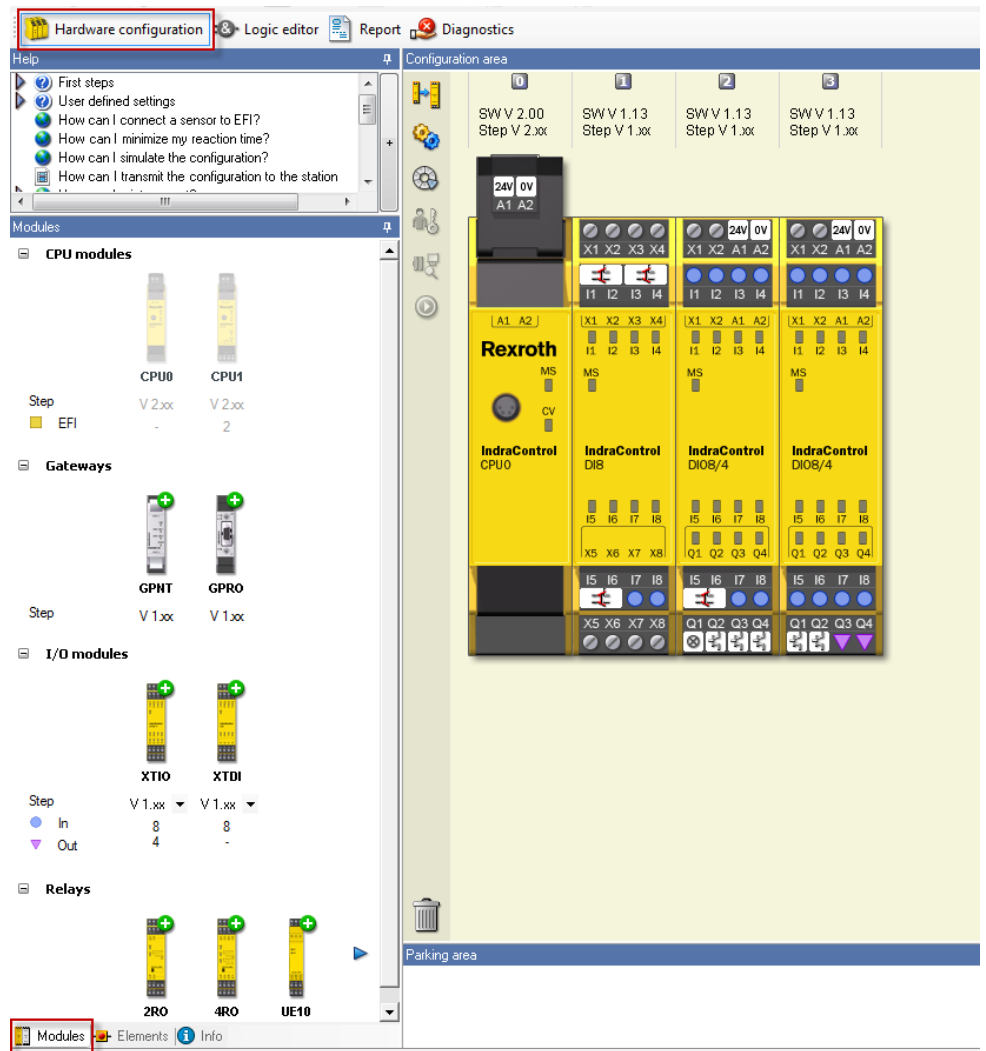 Hardware configuration Logic editor Report Diagnostics
Help
First steps
User defined settings
How can I connect a sensor to EFI?
How can I minimize my reaction time?
How can I simulate the configuration?
How can I transmit the configuration to the station
Modules
CPU modules
CPU0 CPU1
Step V 2.xx V 2.xx
EFI - 2
Gateways
GPNT GPRO
Step V 1.xx V 1.xx
I/O modules
XTIO XTDI
Step V 1.xx V 1.xx
In 8 8
Out 4 -
Relays
2RO 4RO UE10
Modules Elements Info
Configuration area
0 1 2 3
SW V 2.00 SW V 1.13 SW V 1.13 SW V 1.13
Step V 2.xx Step V 1.xx Step V 1.xx Step V 1.xx
24V 0V
A1 A2
24V 0V 24V 0V
X1 X2 X3 X4 X1 X2 A1 A2 X1 X2 A1 A2
I1 I2 I3 I4 I1 I2 I3 I4 I1 I2 I3 I4
A1 A2 X1 X2 X3 X4 X1 X2 A1 A2 X1 X2 A1 A2
Rexroth I1 I2 I3 I4 I1 I2 I3 I4 I1 I2 I3 I4
MS MS MS MS
CV
IndraControl IndraControl IndraControl IndraControl
CPU0 DI8 DIO8/4 DIO8/4
I5 I6 I7 I8 I5 I6 I7 I8 I5 I6 I7 I8
X5 X6 X7 X8 Q1 Q2 Q3 Q4 Q1 Q2 Q3 Q4
I5 I6 I7 I8 I5 I6 I7 I8 I5 I6 I7 I8
X5 X6 X7 X8 Q1 Q2 Q3 Q4 Q1 Q2 Q3 Q4
Parking area